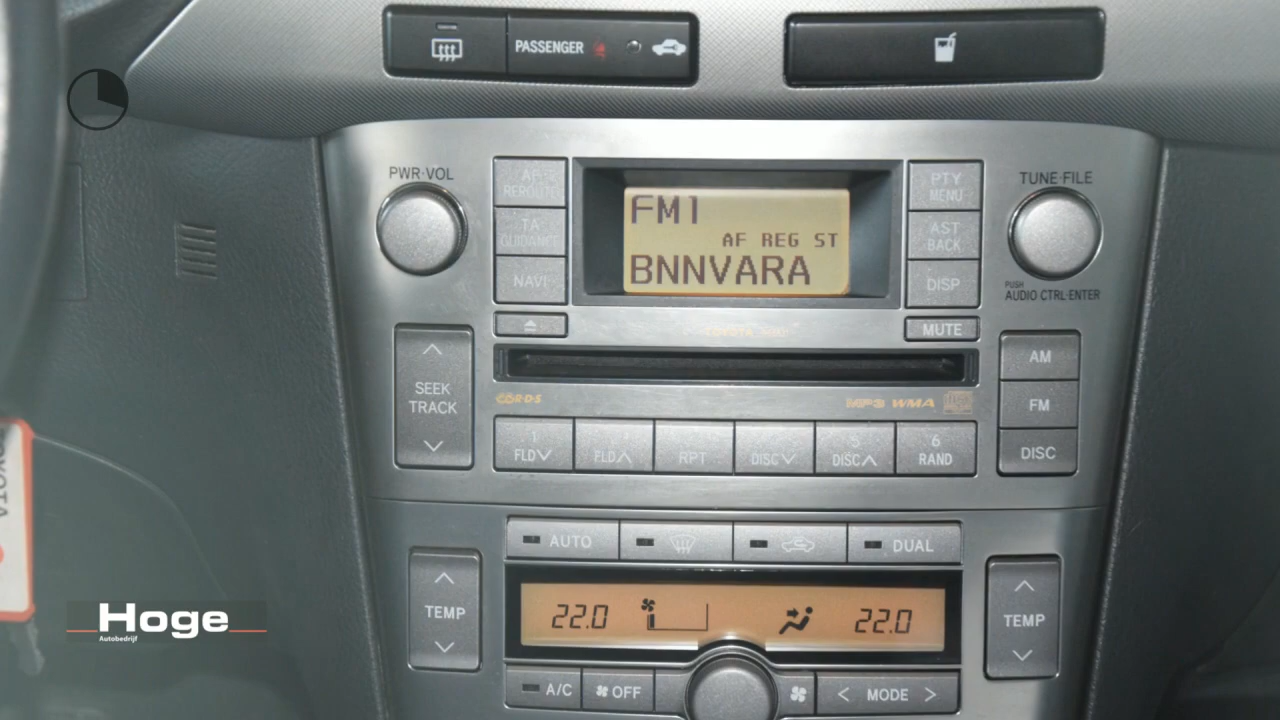 PASSENGER
PWR·VOL
AF-2
REROUTE
TA
GUIDANCE
NAVI
FM1
AF REG ST
BNNVARA
PTY
MENU
AST
BACK
DISP
TUNE·FILE
PUSH
AUDIO CTRL·ENTER
MUTE
SEEK
TRACK
R·D·S
MP3 WMA
1
FLD
FLD
RPT
DISC
5
DISC
6
RAND
AM
FM
DISC
AUTO
DUAL
TEMP
22.0
22.0
TEMP
A/C
OFF
< MODE >
Hoge
Autobedrijf